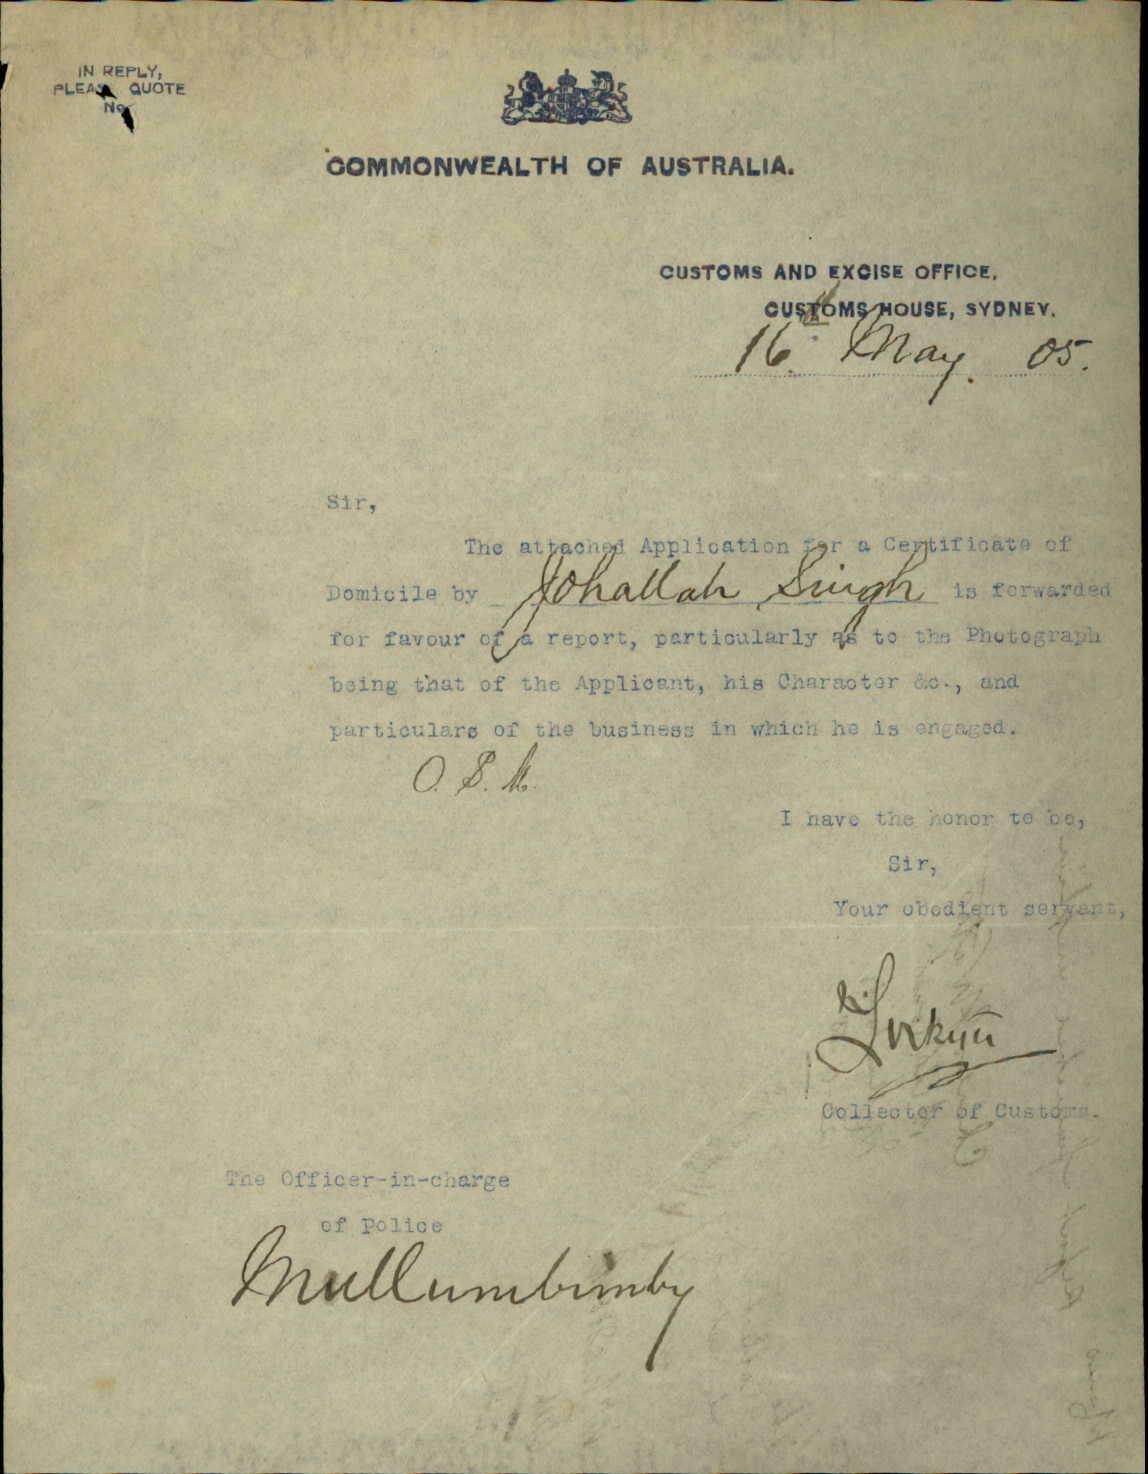 IN REPLY,
PLEASE QUOTE
No.
COMMONWEALTH OF AUSTRALIA.
CUSTOMS AND EXCISE OFFICE,
CUSTOMS HOUSE, SYDNEY.
16th May. 05.
Sir,
The attached Application for a Certificate of
Domicile by Johallah Singh is forwarded
for favour of a report, particularly as to the Photograph
being that of the Applicant, his Character &c., and
particulars of the business in which he is engaged.
I have the honor to be,
Sir,
Your obedient servant,
Collector of Customs.
The Officer-in-charge
of Police
Mullumbimby